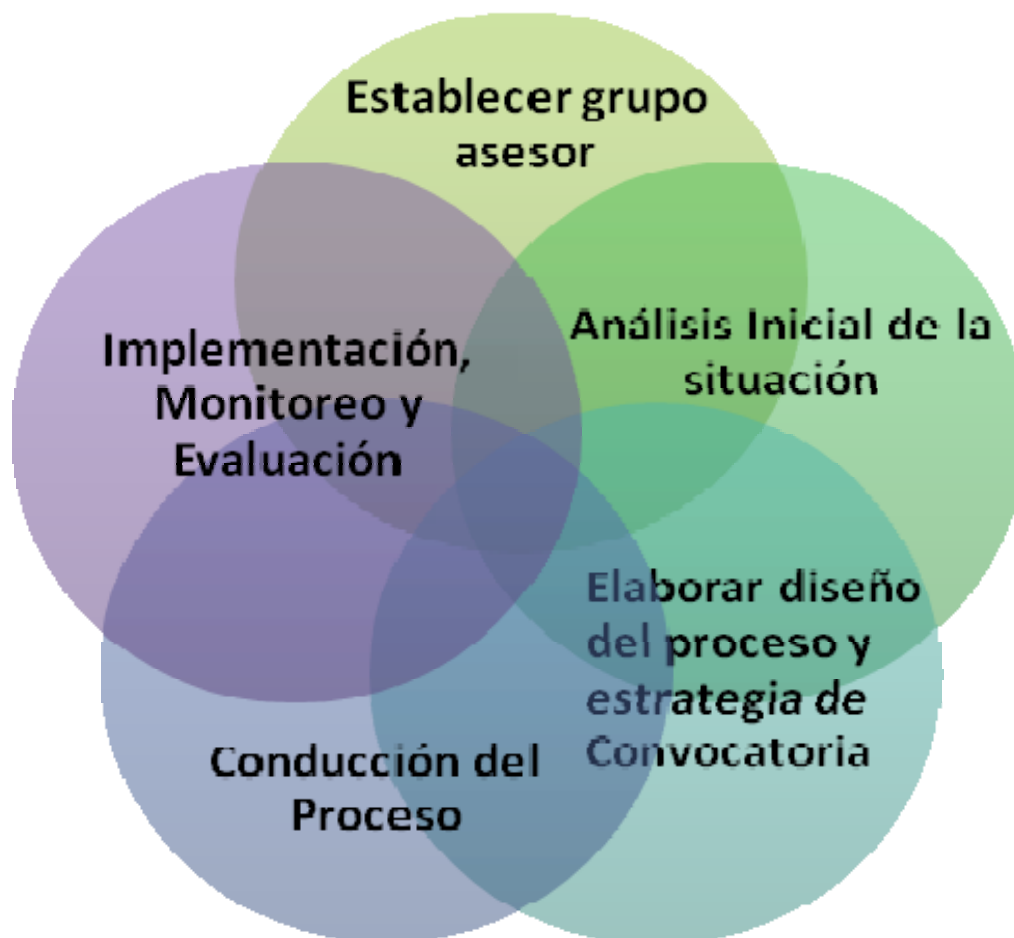 Establecer grupo
asesor
Análisis Inicial de la
situación
Elaborar diseño
del proceso y
estrategia de
Convocatoria
Conducción del
Proceso
Implementación,
Monitoreo y
Evaluación